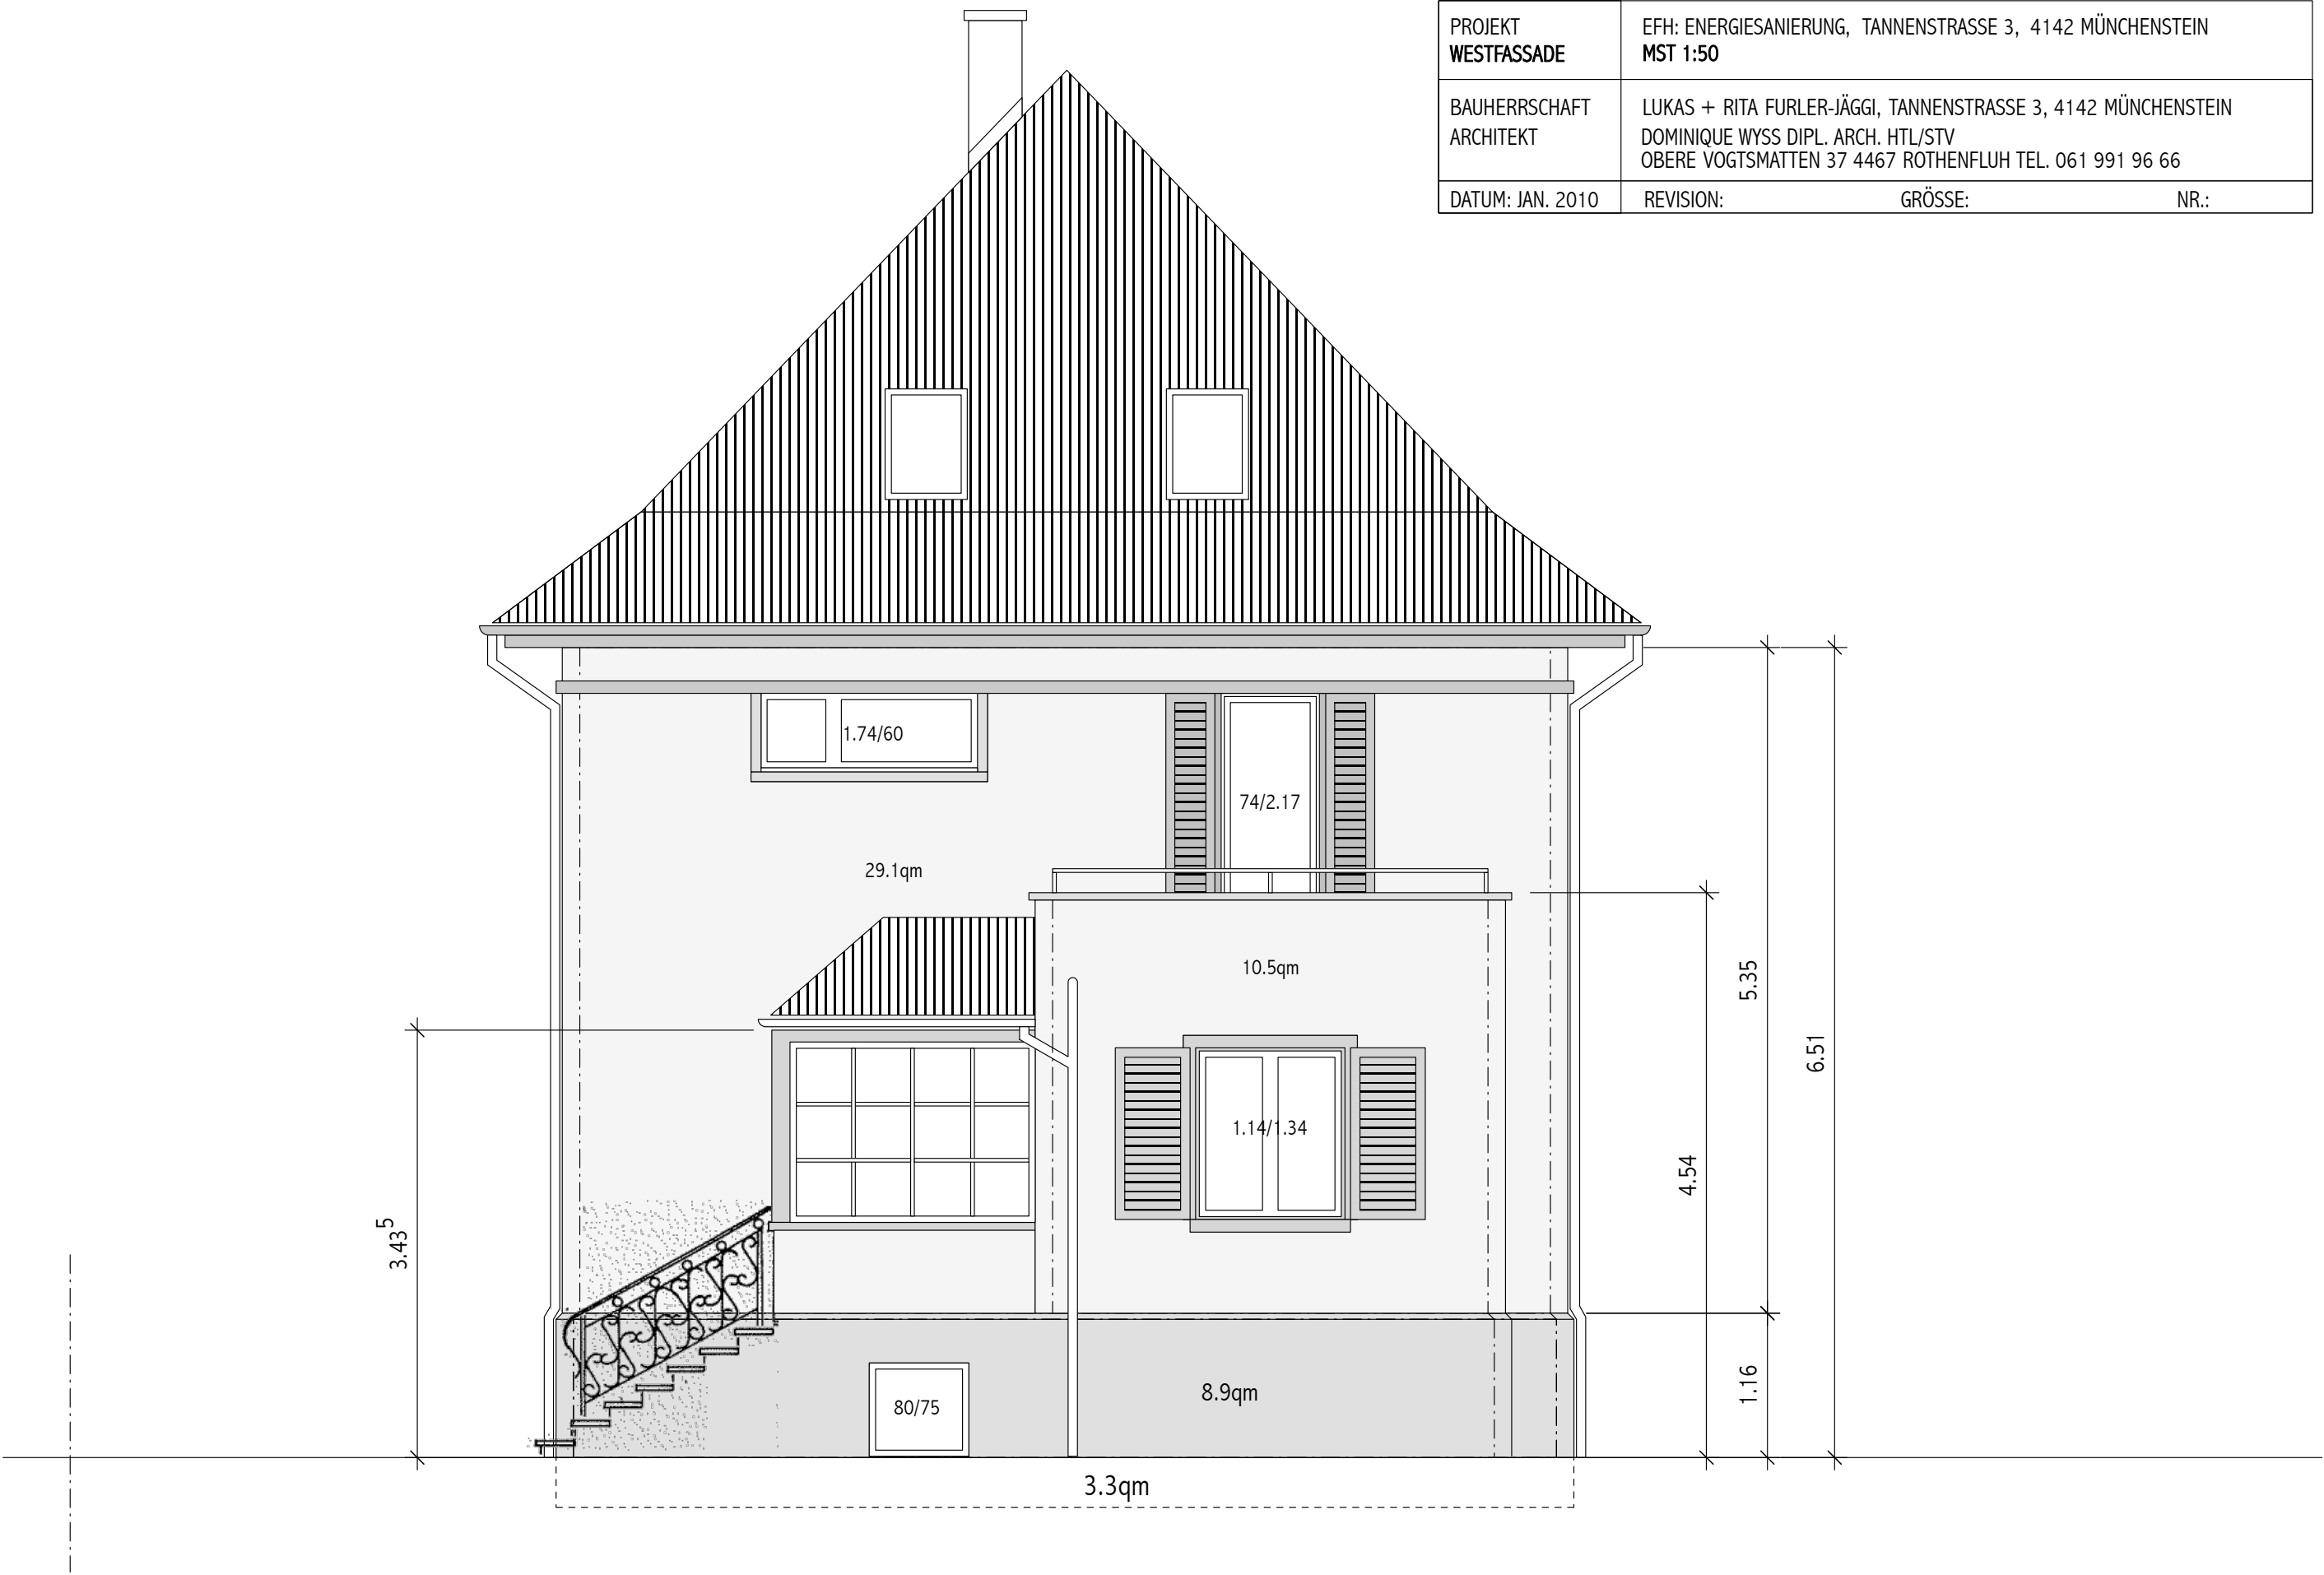 PROJEKT EFH: ENERGIESANIERUNG, TANNENSTRASSE 3, 4142 MÜNCHENSTEIN
WESTFASSADE MST 1:50
BAUHERRSCHAFT LUKAS + RITA FURLER-JÄGGI, TANNENSTRASSE 3, 4142 MÜNCHENSTEIN
ARCHITEKT DOMINIQUE WYSS DIPL. ARCH. HTL/STV
OBERE VOGTSMATTEN 37 4467 ROTHENFLUH TEL. 061 991 96 66
DATUM: JAN. 2010 REVISION: GRÖSSE: NR.:
1.74/60
74/2.17
29.1qm
10.5qm
5.35
6.51
1.14/1.34
4.54
3.43⁵
1.16
8.9qm
80/75
3.3qm